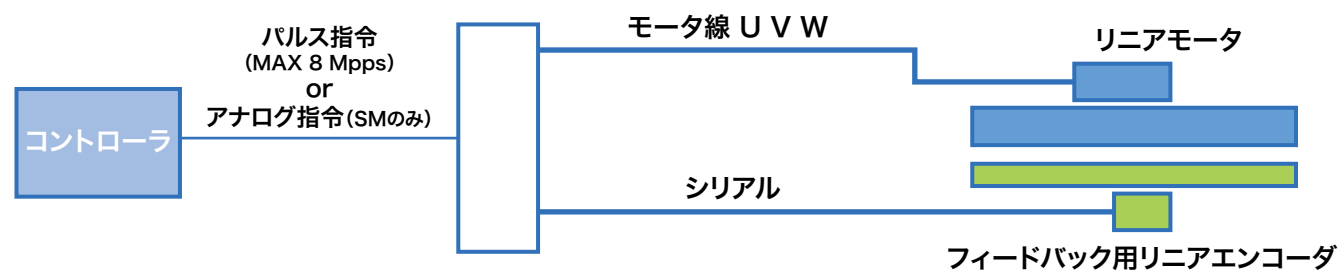 パルス指令
(MAX 8 Mpps)
or
アナログ指令(SMのみ)
コントローラ
モータ線 U V W
シリアル
リニアモータ
フィードバック用リニアエンコーダ